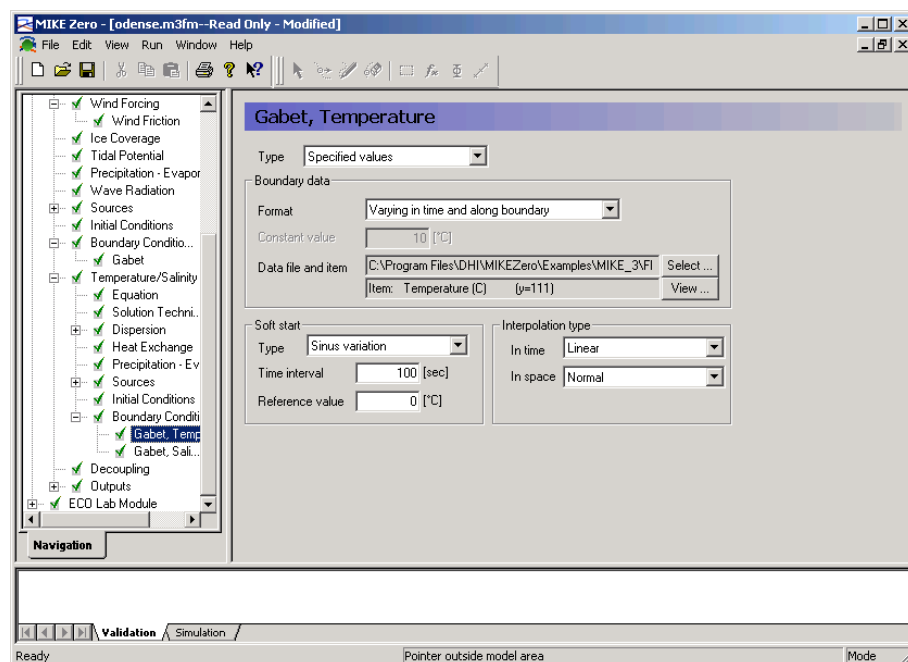 MIKE Zero - [odense.m3fm--Read Only - Modified]
File Edit View Run Window Help
Wind Forcing
Wind Friction
Ice Coverage
Tidal Potential
Precipitation - Evapor
Wave Radiation
Sources
Initial Conditions
Boundary Conditio...
Gabet
Temperature/Salinity
Equation
Solution Techni...
Dispersion
Heat Exchange
Precipitation - Ev
Sources
Initial Conditions
Boundary Conditi
Gabet, Temp
Gabet, Sali...
Decoupling
Outputs
ECO Lab Module
Navigation
Gabet, Temperature
Type Specified values
Boundary data
Format Varying in time and along boundary
Constant value 10 [°C]
Data file and item C:\Program Files\DHI\MIKEZero\Examples\MIKE_3\Fl Select ...
Item: Temperature (C) (y=111) View ...
Soft start
Type Sinus variation
Time interval 100 [sec]
Reference value 0 [°C]
Interpolation type
In time Linear
In space Normal
Validation Simulation
Ready Pointer outside model area Mode